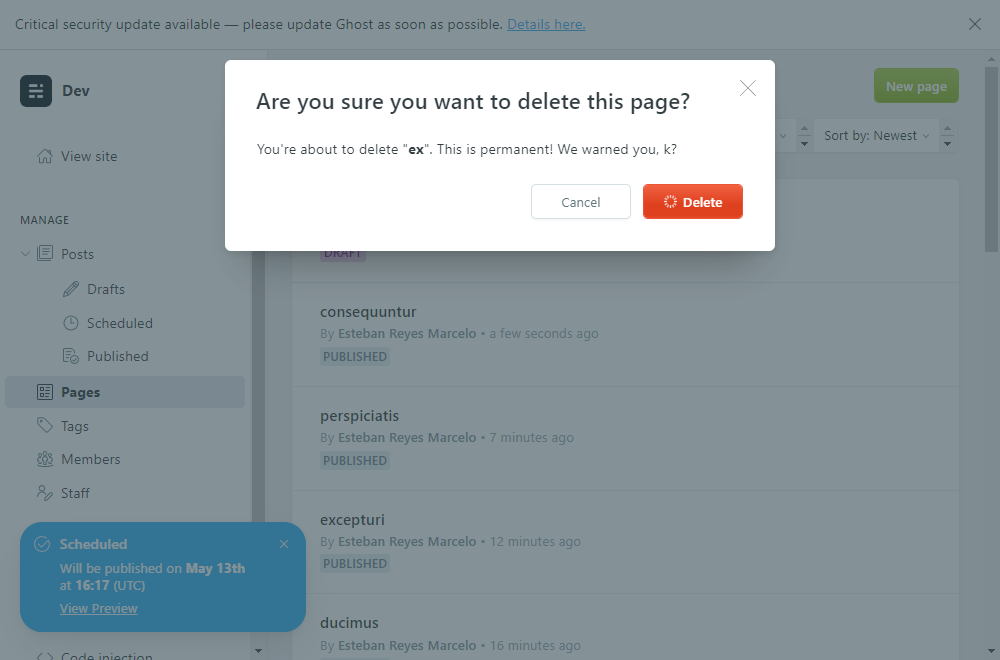 Critical security update available — please update Ghost as soon as possible. Details here.
Dev
View site
MANAGE
Posts
Drafts
Scheduled
Published
Pages
Tags
Members
Staff
Scheduled
Will be published on May 13th
at 16:17 (UTC)
View Preview
Code injection
Are you sure you want to delete this page?
You're about to delete "ex". This is permanent! We warned you, k?
Cancel
Delete
New page
Sort by: Newest
DRAFT
consequuntur
By Esteban Reyes Marcelo • a few seconds ago
PUBLISHED
perspiciatis
By Esteban Reyes Marcelo • 7 minutes ago
PUBLISHED
excepturi
By Esteban Reyes Marcelo • 12 minutes ago
PUBLISHED
ducimus
By Esteban Reyes Marcelo • 16 minutes ago